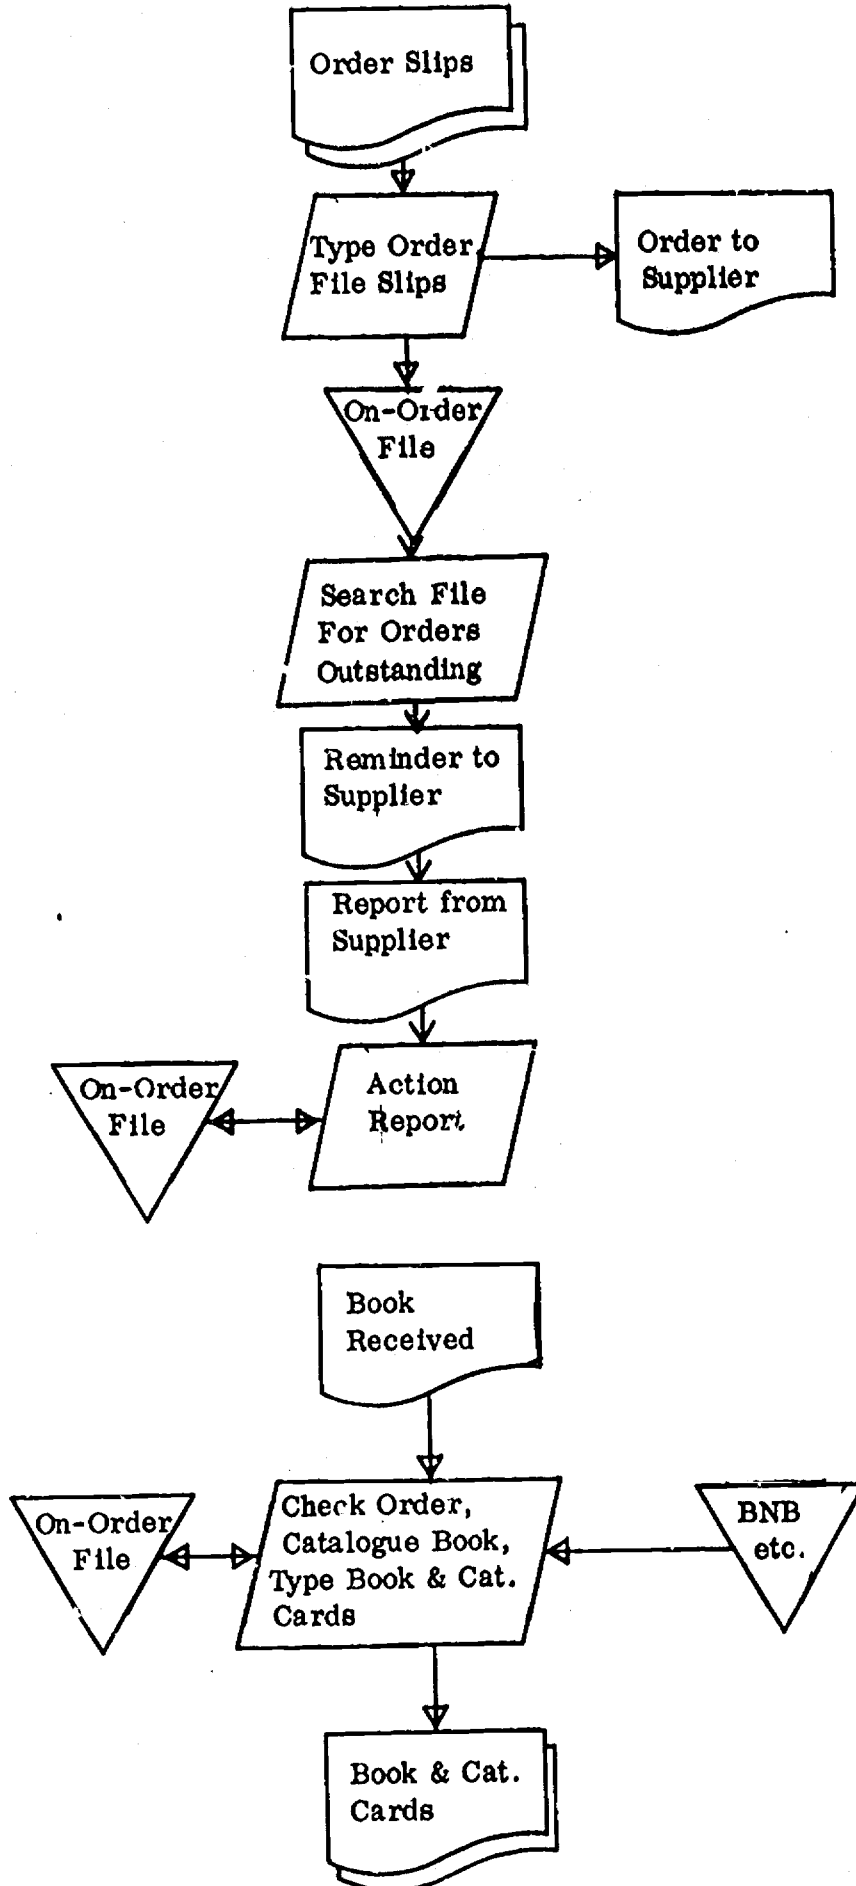 Order Slips
Type Order
File Slips
Order to
Supplier
On-Order
File
Search File
For Orders
Outstanding
Reminder to
Supplier
Report from
Supplier
On-Order
File
Action
Report
Book
Received
On-Order
File
Check Order,
Catalogue Book,
Type Book & Cat.
Cards
BNB
etc.
Book & Cat.
Cards